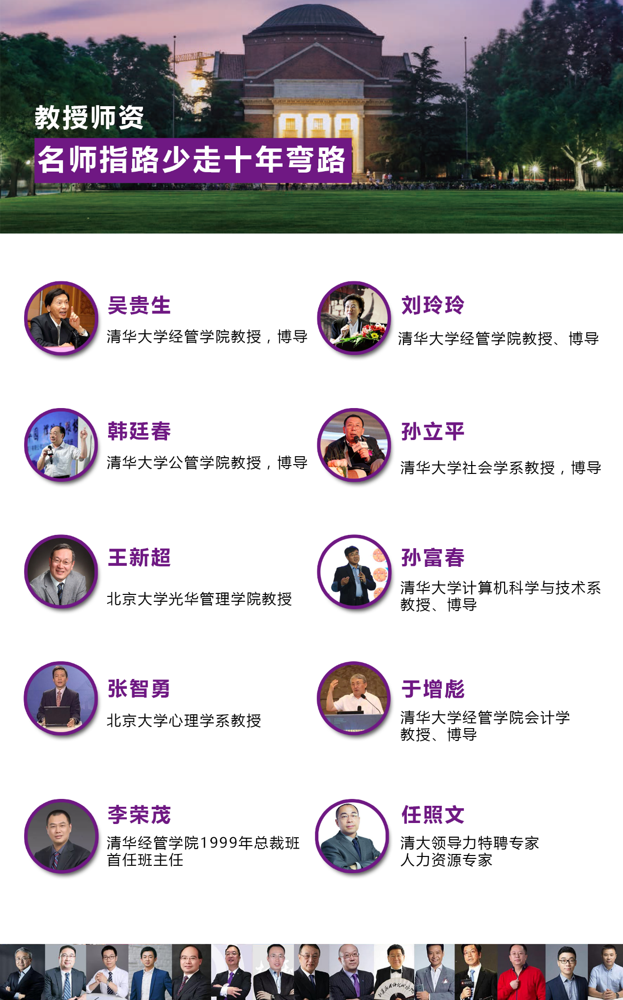 教授师资
名师指路少走十年弯路
吴贵生
清华大学经管学院教授，博导
刘玲玲
清华大学经管学院教授、博导
韩廷春
清华大学公管学院教授，博导
孙立平
清华大学社会学系教授，博导
王新超
北京大学光华管理学院教授
孙富春
清华大学计算机科学与技术系
教授、博导
张智勇
北京大学心理学系教授
于增彪
清华大学经管学院会计学
教授、博导
李荣茂
清华经管学院1999年总裁班
首任班主任
任照文
清大领导力特聘专家
人力资源专家